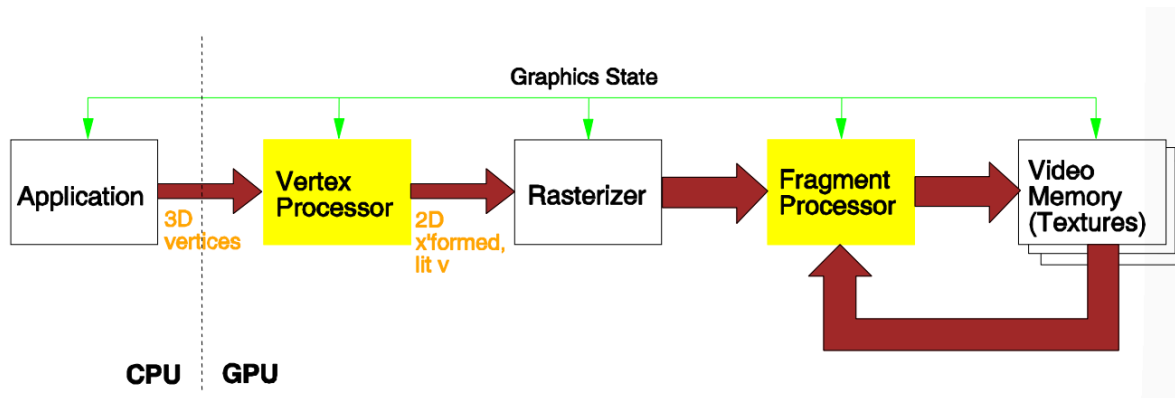 Graphics State
Application
3D
vertices
Vertex
Processor
2D
x'formed,
lit v
Rasterizer
Fragment
Processor
Video
Memory
(Textures)
CPU
GPU